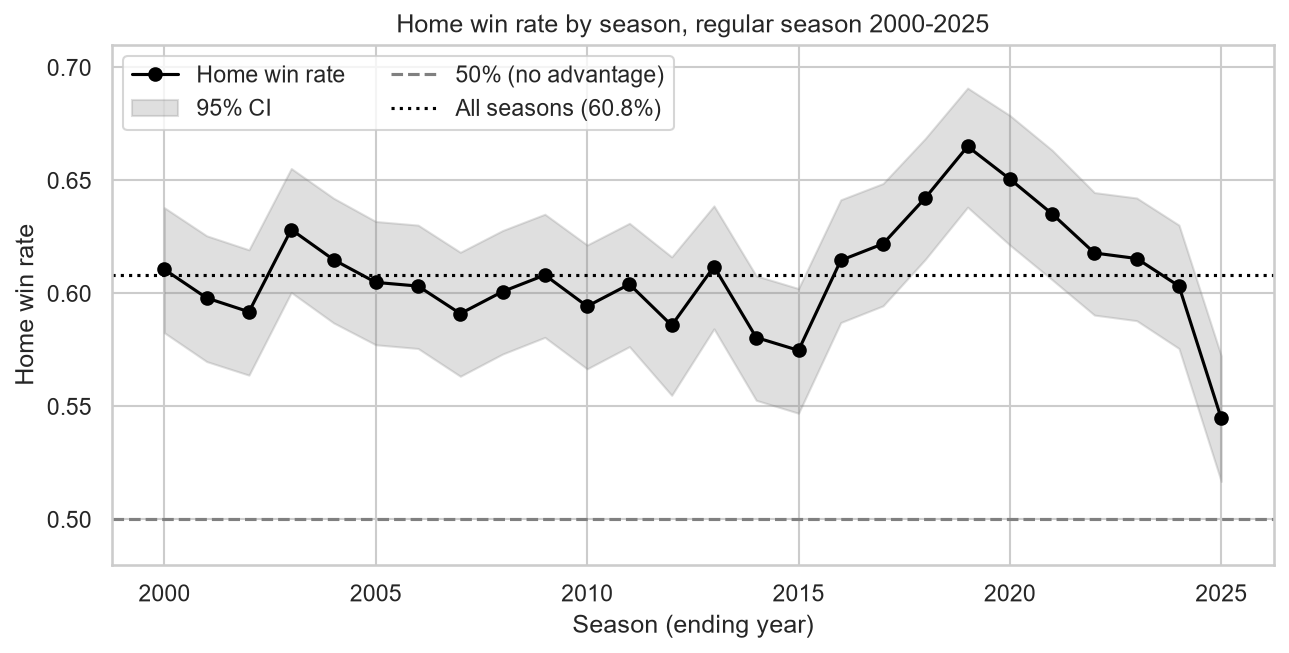 Home win rate by season, regular season 2000-2025
Home win rate
95% CI
50% (no advantage)
All seasons (60.8%)
Home win rate
0.70
0.65
0.60
0.55
0.50
2000
2005
2010
2015
2020
2025
Season (ending year)